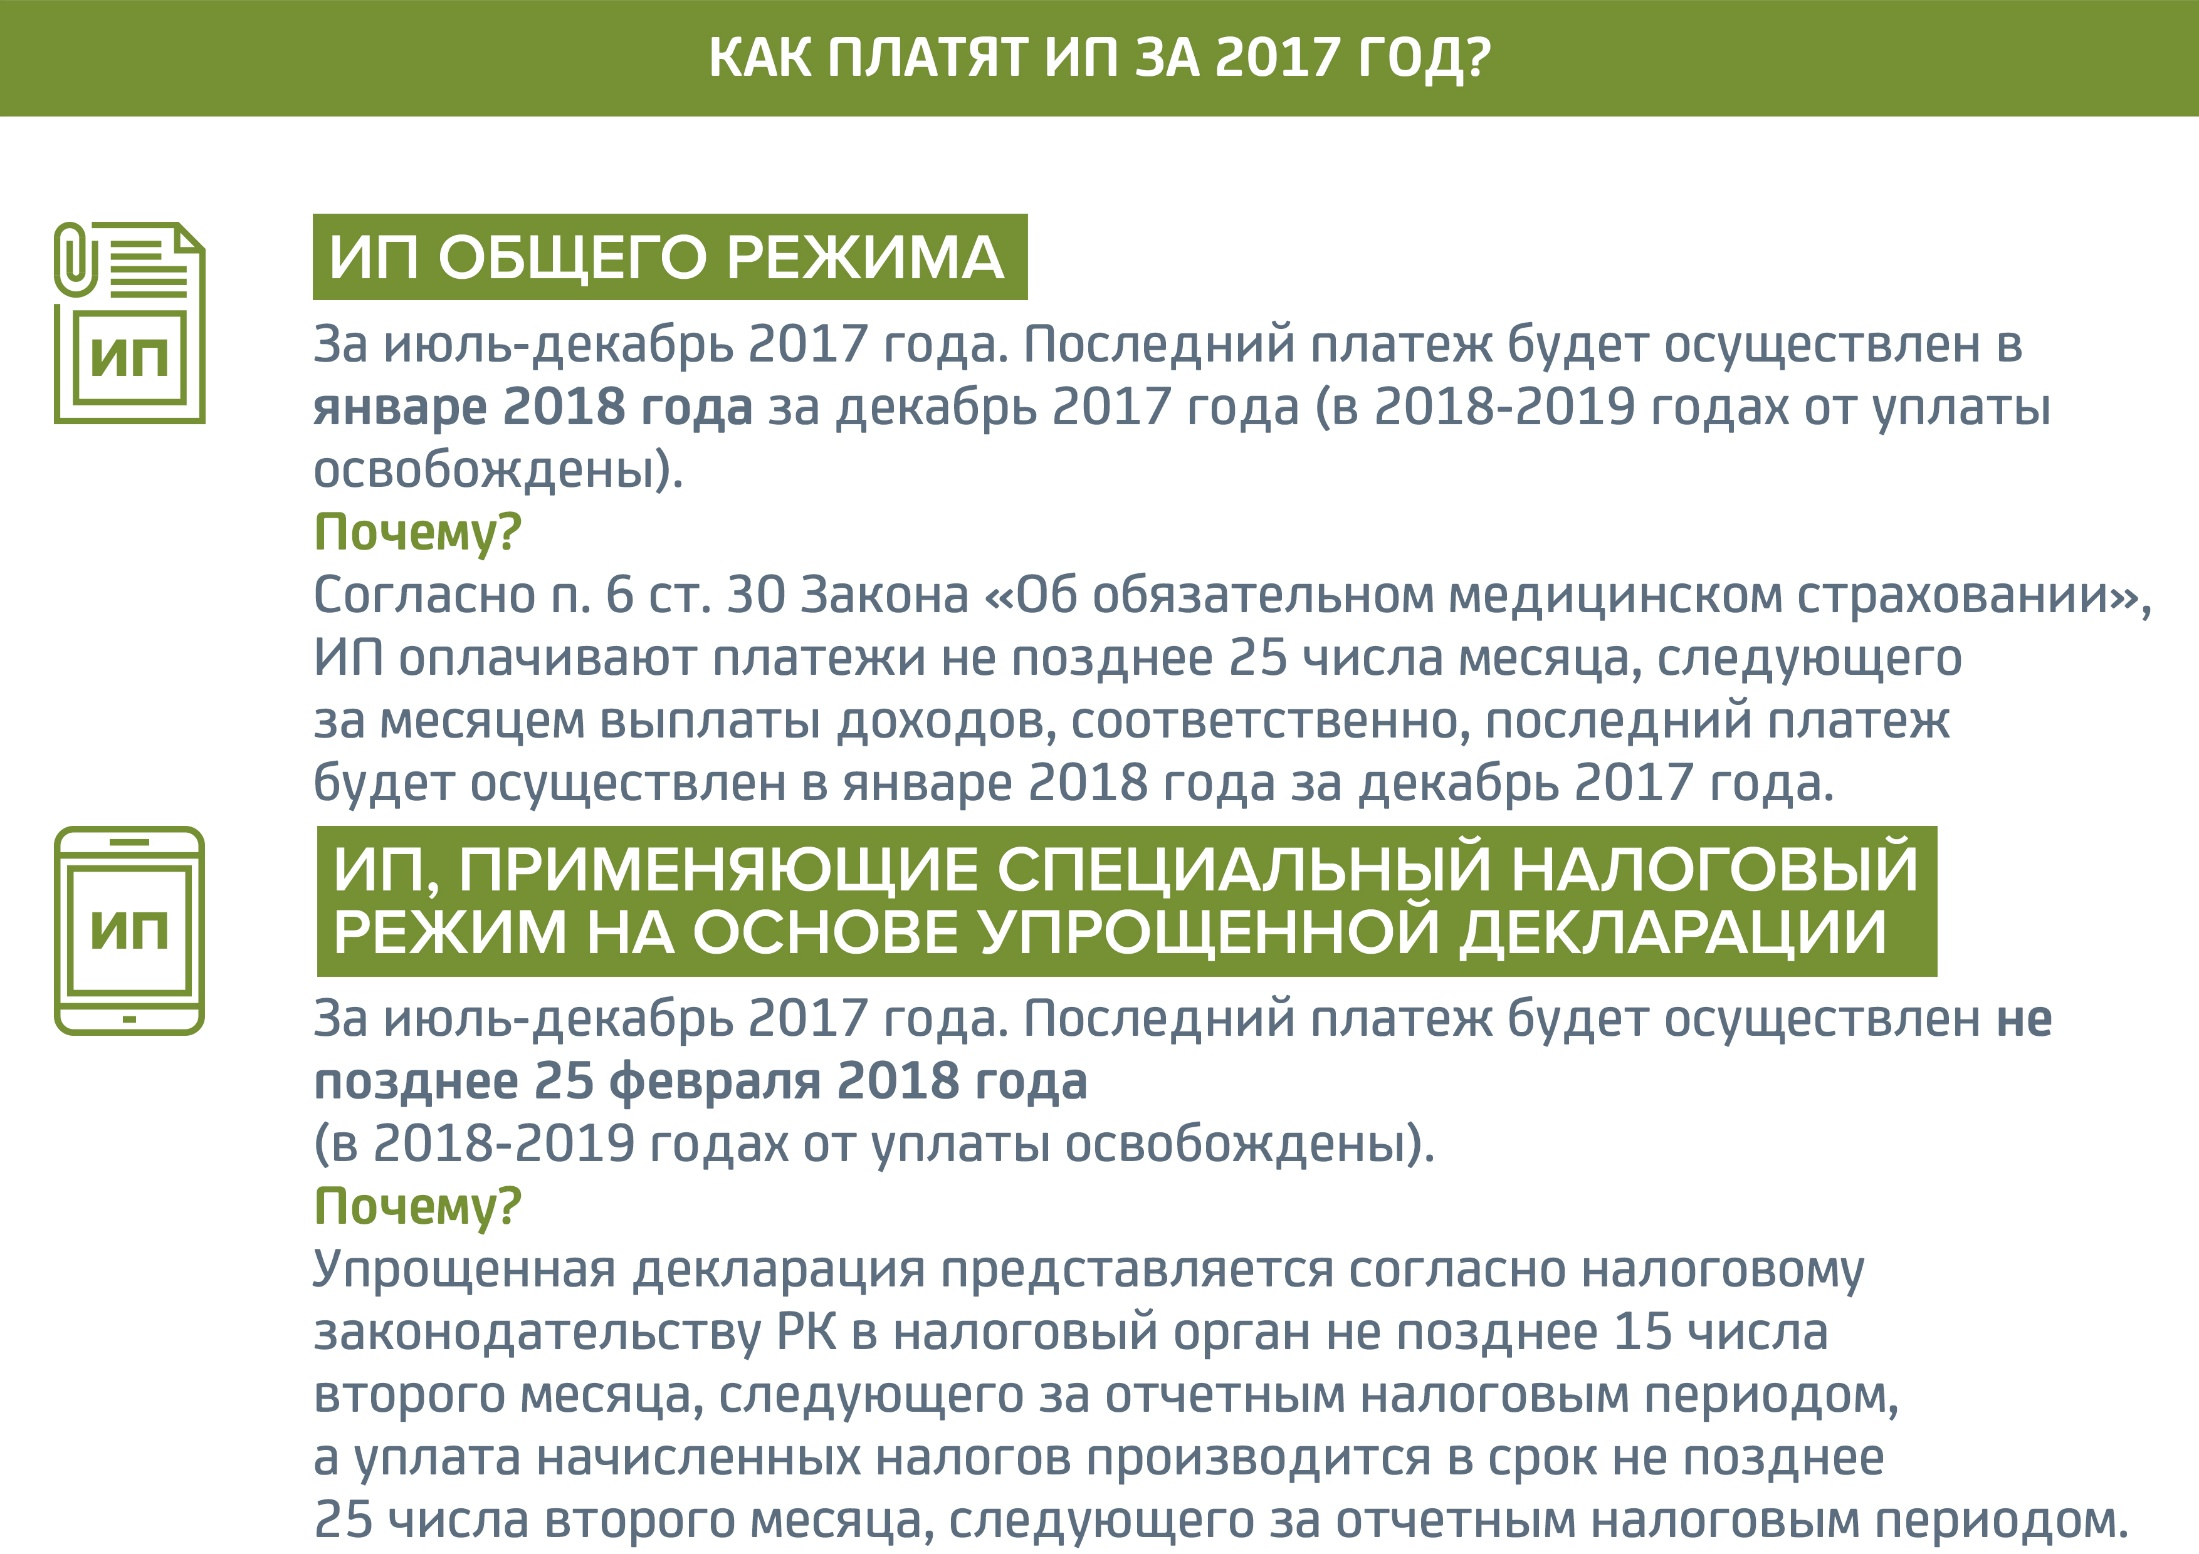 КАК ПЛАТЯТ ИП ЗА 2017 ГОД?
ИП
ИП ОБЩЕГО РЕЖИМА
За июль-декабрь 2017 года. Последний платеж будет осуществлен в
январе 2018 года за декабрь 2017 года (в 2018-2019 годах от уплаты
освобождены).
Почему?
Согласно п. 6 ст. 30 Закона «Об обязательном медицинском страховании»,
ИП оплачивают платежи не позднее 25 числа месяца, следующего
за месяцем выплаты доходов, соответственно, последний платеж
будет осуществлен в январе 2018 года за декабрь 2017 года.
ИП
ИП, ПРИМЕНЯЮЩИЕ СПЕЦИАЛЬНЫЙ НАЛОГОВЫЙ
РЕЖИМ НА ОСНОВЕ УПРОЩЕННОЙ ДЕКЛАРАЦИИ
За июль-декабрь 2017 года. Последний платеж будет осуществлен не
позднее 25 февраля 2018 года
(в 2018-2019 годах от уплаты освобождены).
Почему?
Упрощенная декларация представляется согласно налоговому
законодательству РК в налоговый орган не позднее 15 числа
второго месяца, следующего за отчетным налоговым периодом,
а уплата начисленных налогов производится в срок не позднее
25 числа второго месяца, следующего за отчетным налоговым периодом.